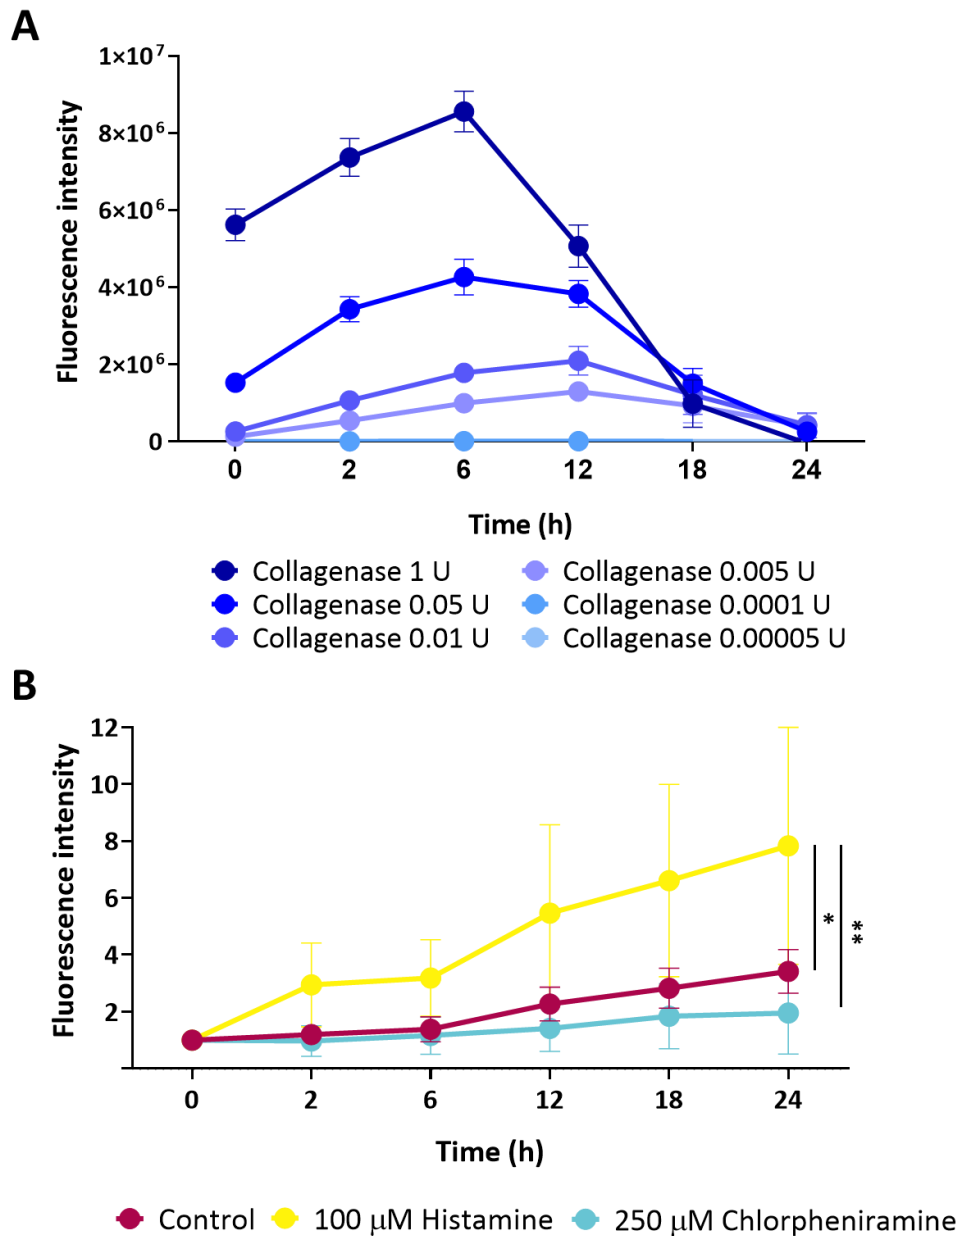 A
1×10⁷
8×10⁶
6×10⁶
4×10⁶
2×10⁶
0
Fluorescence intensity
0 2 6 12 18 24
Time (h)
Collagenase 1 U Collagenase 0.005 U
Collagenase 0.05 U Collagenase 0.0001 U
Collagenase 0.01 U Collagenase 0.00005 U
B
12
10
8
6
4
2
Fluorescence intensity
* **
0 2 6 12 18 24
Time (h)
Control 100 µM Histamine 250 µM Chlorpheniramine